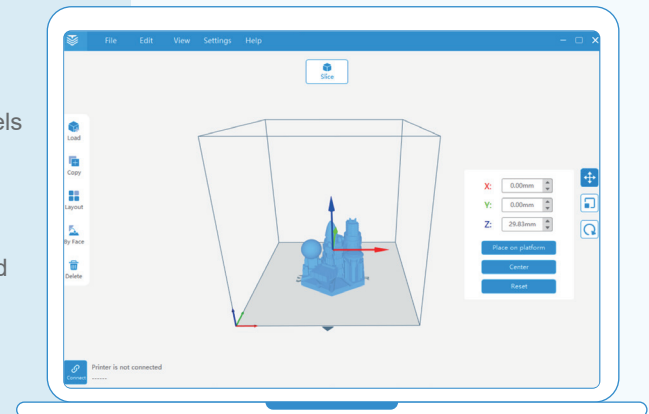 els
d
File Edit View Settings Help
Slice
Load
Copy
Layout
By Face
Delete
X: 0.00mm
Y: 0.00mm
Z: 29.83mm
Place on platform
Center
Reset
Connect
Printer is not connected
------